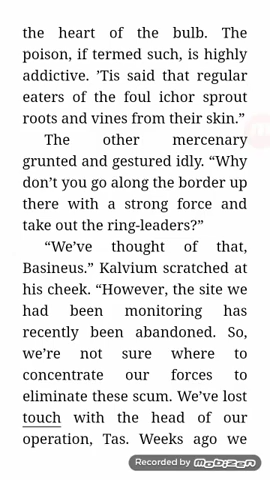 the heart of the bulb. The
poison, if termed such, is highly
addictive. ’Tis said that regular
eaters of the foul ichor sprout
roots and vines from their skin.”
The other mercenary
grunted and gestured idly. “Why
don’t you go along the border up
there with a strong force and
take out the ring-leaders?”
“We’ve thought of that,
Basineus.” Kalvium scratched at
his cheek. “However, the site we
had been monitoring has
recently been abandoned. So,
we’re not sure where to
concentrate our forces to
eliminate these scum. We’ve lost
touch with the head of our
operation, Tas. Weeks ago we
Recorded by Mobizen